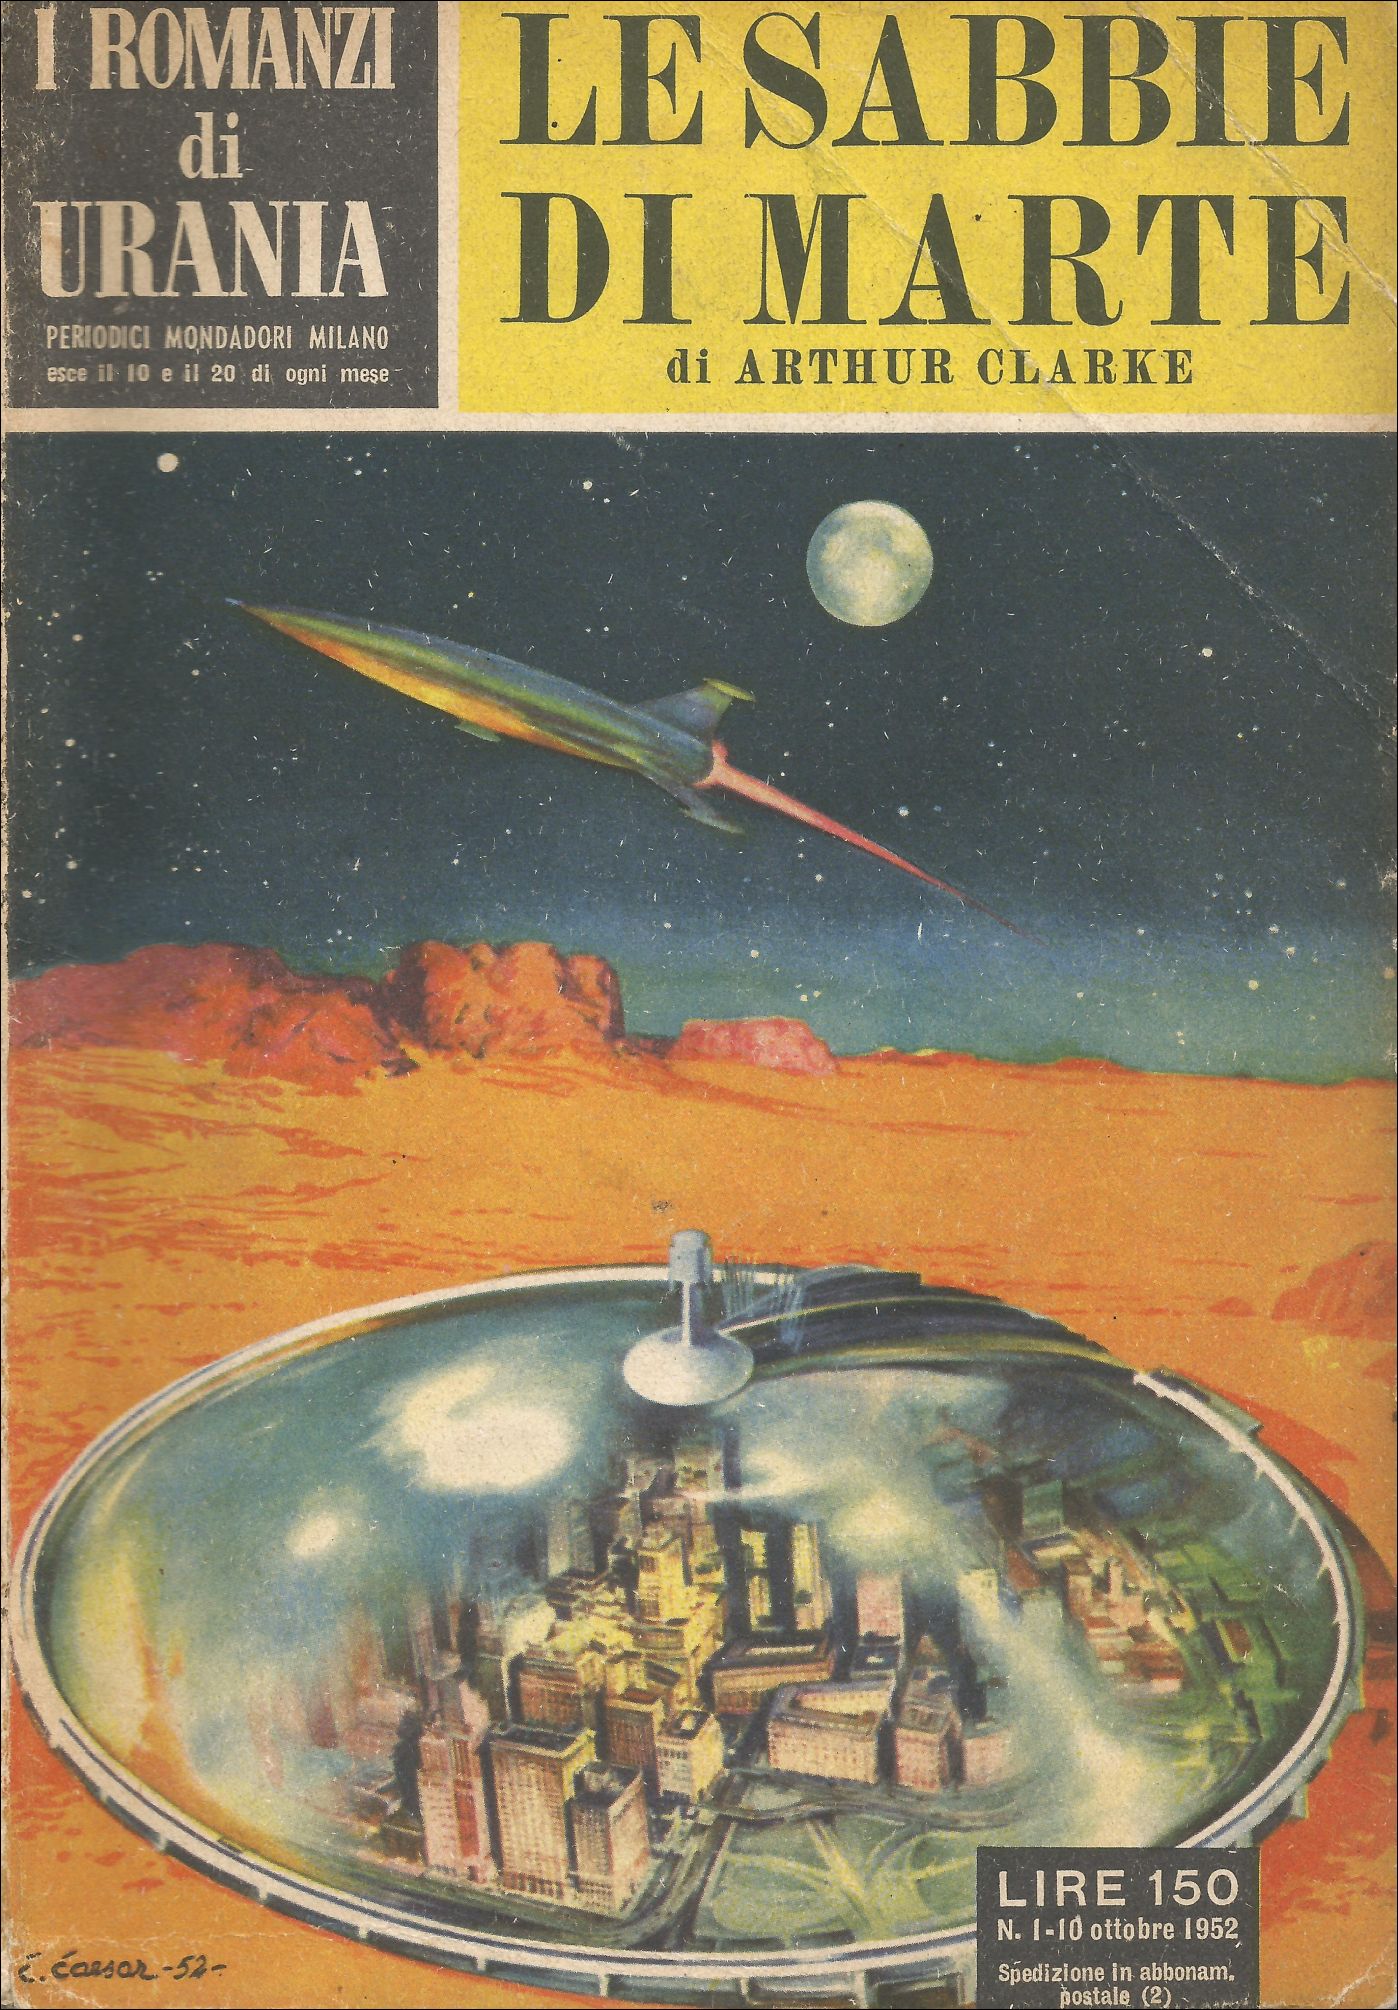 I ROMANZI
di
URANIA
PERIODICI MONDADORI MILANO
esce il 10 e il 20 di ogni mese
LE SABBIE
DI MARTE
di ARTHUR CLARKE
C. Caesar -52-
LIRE 150
N. 1-10 ottobre 1952
Spedizione in abbonam.
postale (2)